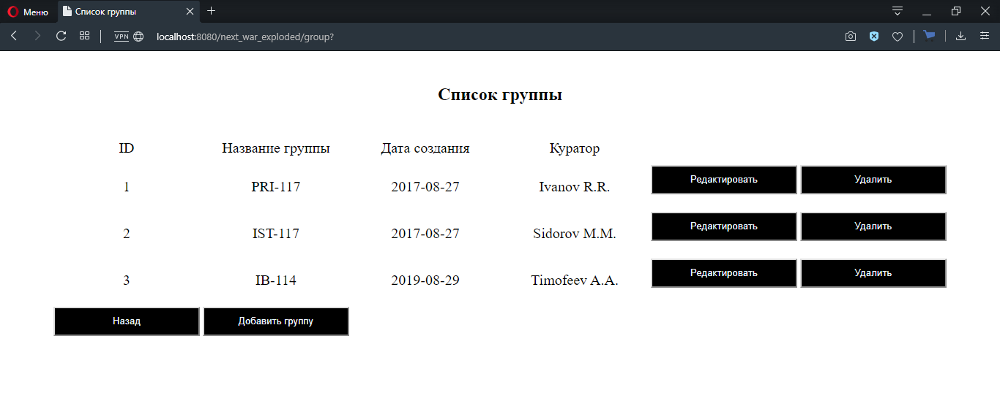 Меню Список группы
VPN localhost:8080/next_war_exploded/group?
Список группы
ID Название группы Дата создания Куратор
1 PRI-117 2017-08-27 Ivanov R.R. Редактировать Удалить
2 IST-117 2017-08-27 Sidorov M.M. Редактировать Удалить
3 IB-114 2019-08-29 Timofeev A.A. Редактировать Удалить
Назад Добавить группу